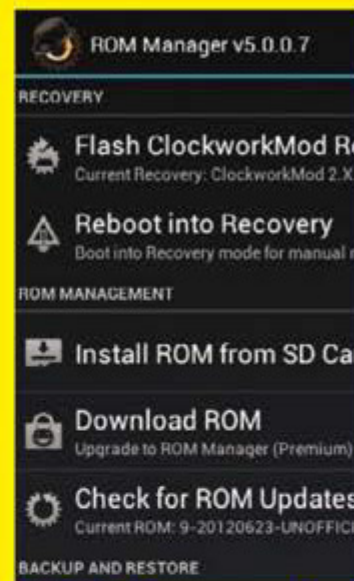 ROM Manager v5.0.0.7
RECOVERY
Flash ClockworkMod Re
Current Recovery: ClockworkMod 2.X
Reboot into Recovery
Boot into Recovery mode for manual
ROM MANAGEMENT
Install ROM from SD Ca
Download ROM
Upgrade to ROM Manager (Premium)
Check for ROM Updates
Current ROM: 9-20120623-UNOFFICI
BACKUP AND RESTORE